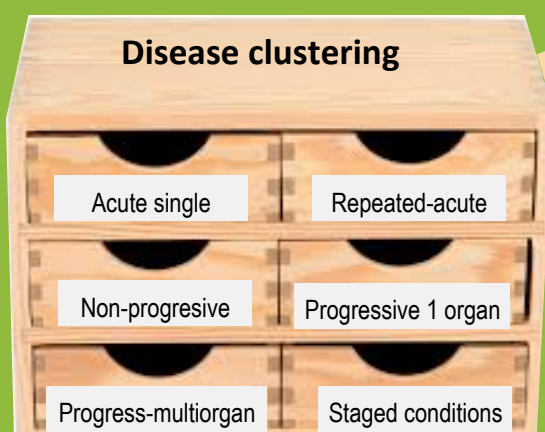 Disease clustering
Acute single
Repeated-acute
Non-progresive
Progressive 1 organ
Progress-multiorgan
Staged conditions